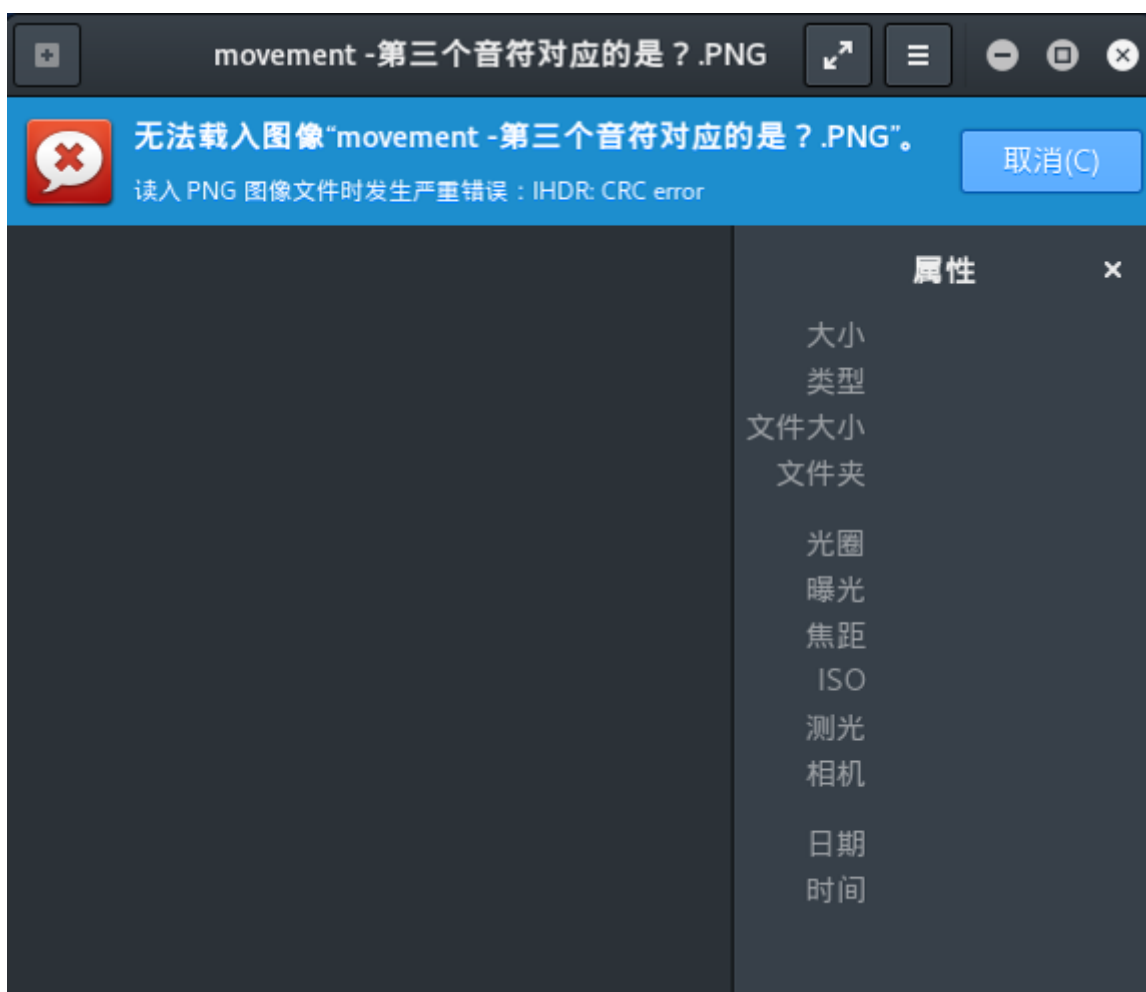 movement -第三个音符对应的是？.PNG
无法载入图像“movement -第三个音符对应的是？.PNG”。
取消(C)
读入 PNG 图像文件时发生严重错误：IHDR: CRC error
属性
大小
类型
文件大小
文件夹
光圈
曝光
焦距
ISO
测光
相机
日期
时间